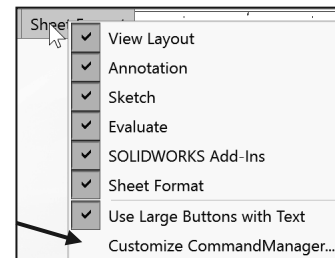 View Layout
Annotation
Sketch
Evaluate
SOLIDWORKS Add-Ins
Sheet Format
Use Large Buttons with Text
Customize CommandManager...